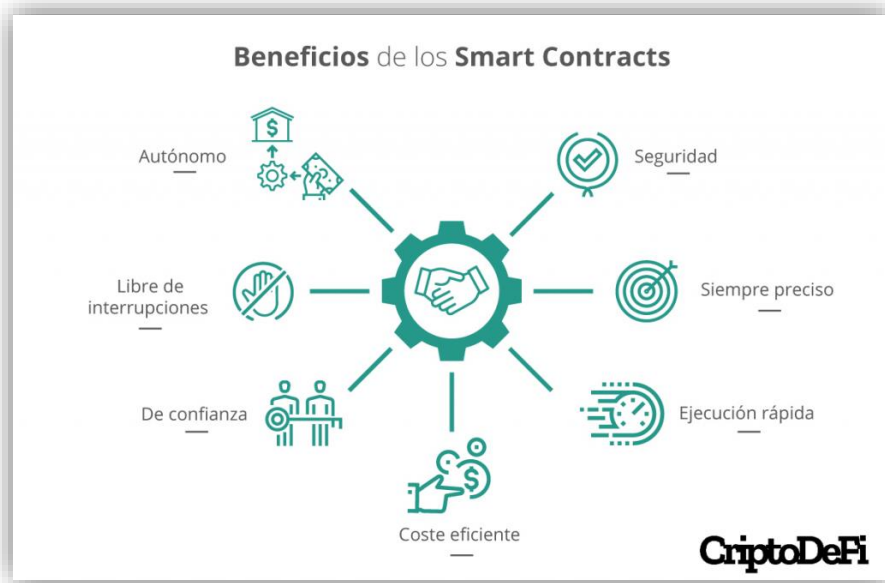 Beneficios de los Smart Contracts
Autónomo
Seguridad
Libre de
interrupciones
Siempre preciso
De confianza
Ejecución rápida
Coste eficiente
CriptoDeFi